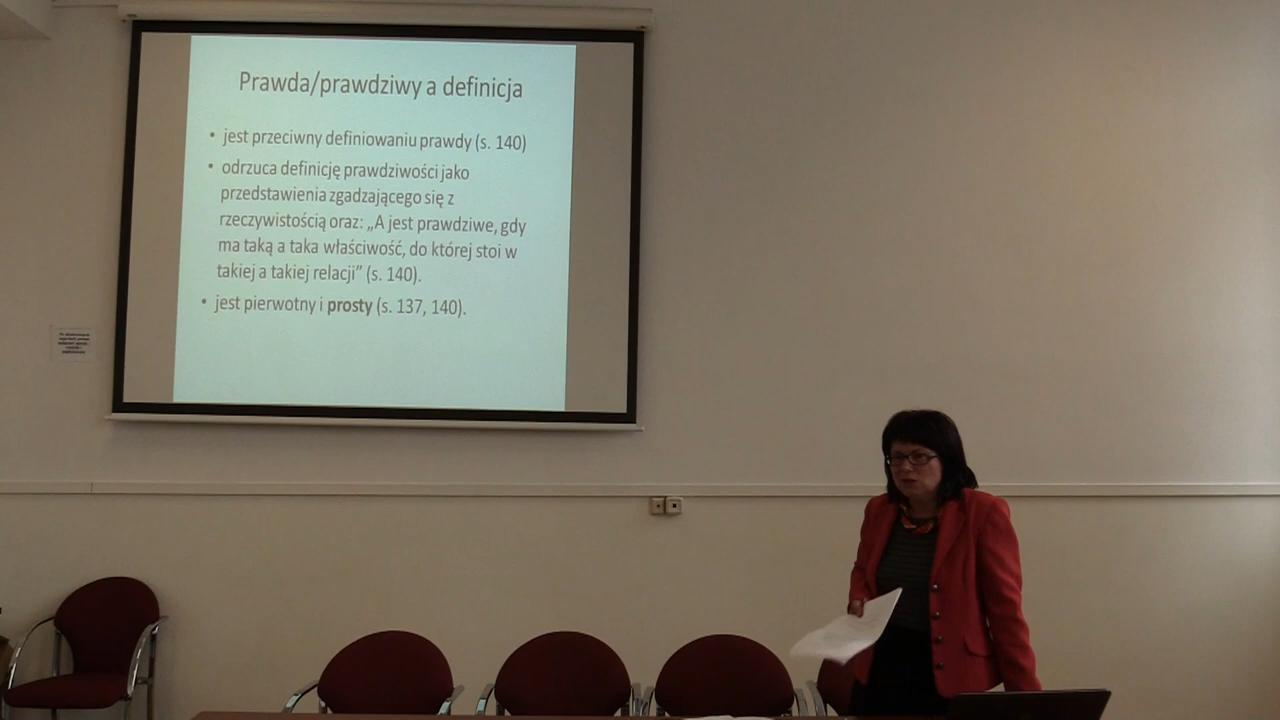 Prawda/prawdziwy a definicja
• jest przeciwny definiowaniu prawdy (s. 140)
• odrzuca definicję prawdziwości jako
przedstawienia zgadzającego się z
rzeczywistością oraz: „A jest prawdziwe, gdy
ma taką a taka właściwość, do której stoi w
takiej a takiej relacji” (s. 140).
• jest pierwotny i prosty (s. 137, 140).